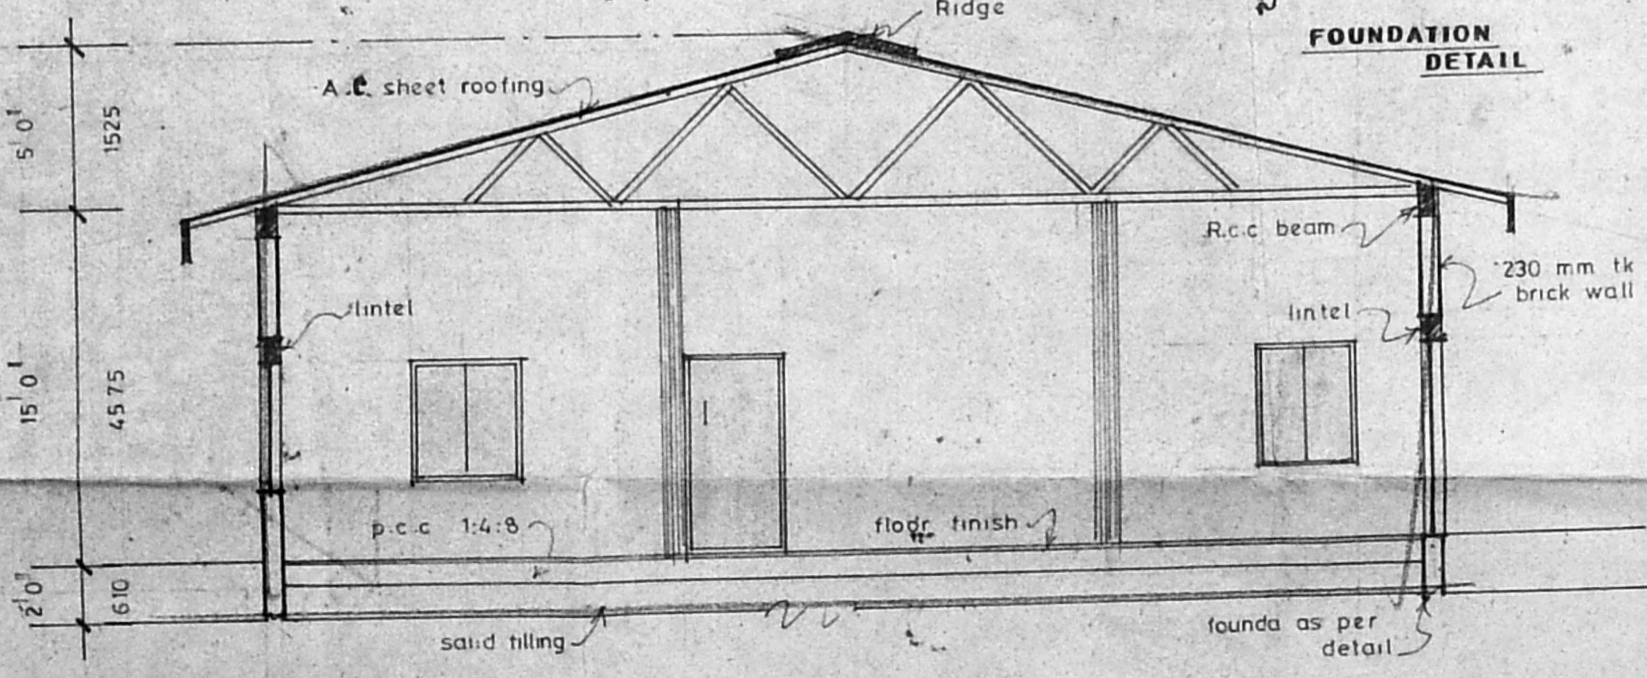 Ridge
FOUNDATION
DETAIL
A.C. sheet roofing
5'0"
1525
R.c.c beam
230 mm tk
brick wall
lintel
lintel
15'0"
4575
p.c.c 1:4:8
floor finish
2'0"
610
sand filling
founda as per
detail